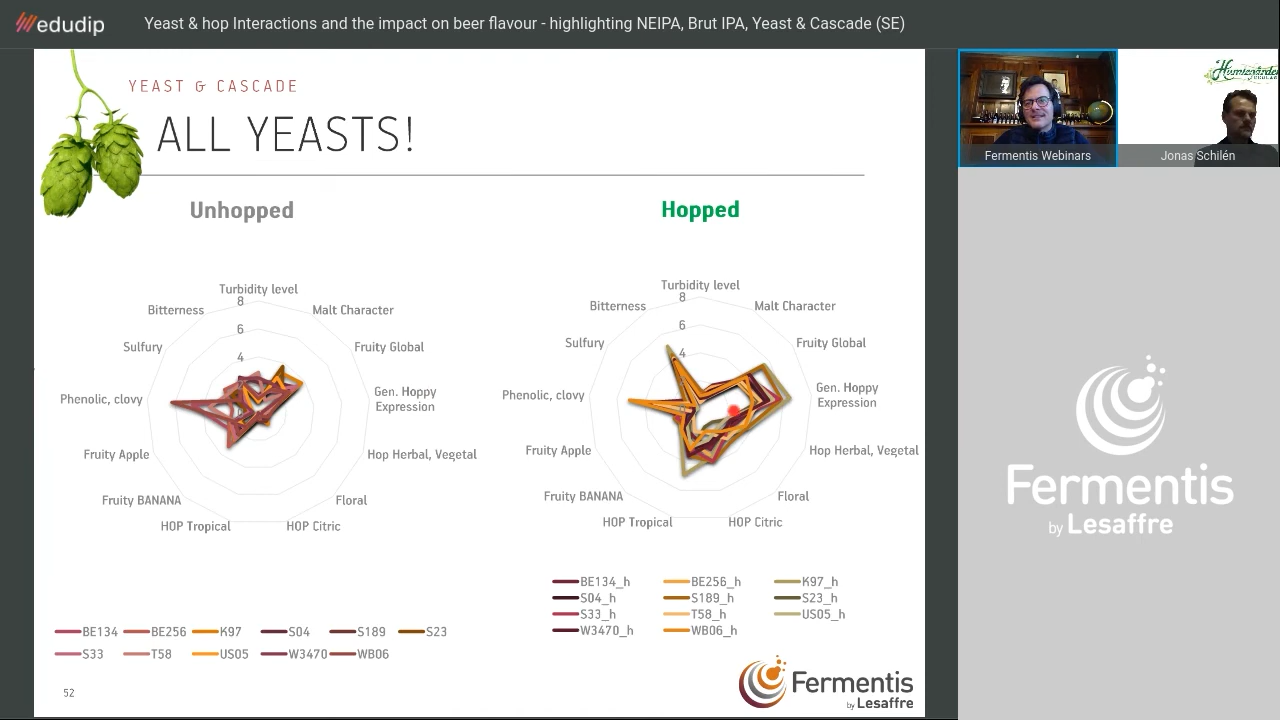 edudip
Yeast & hop Interactions and the impact on beer flavour - highlighting NEIPA, Brut IPA, Yeast & Cascade (SE)
YEAST & CASCADE
ALL YEASTS!
Unhopped
Turbidity level
8
6
4
Malt Character
Fruity Global
Gen. Hoppy
Expression
Hop Herbal, Vegetal
Floral
HOP Citric
HOP Tropical
Fruity BANANA
Fruity Apple
Phenolic, clovy
Sulfury
Bitterness
BE134 BE256 K97 S04 S189 S23
S33 T58 US05 W3470 WB06
Hopped
Turbidity level
8
6
4
Malt Character
Fruity Global
Gen. Hoppy
Expression
Hop Herbal, Vegetal
Floral
HOP Citric
HOP Tropical
Fruity BANANA
Fruity Apple
Phenolic, clovy
Sulfury
Bitterness
BE134_h BE256_h K97_h
S04_h S189_h S23_h
S33_h T58_h US05_h
W3470_h WB06_h
52
Fermentis
by Lesaffre
Fermentis Webinars
Jonas Schilén
Fermentis
by Lesaffre